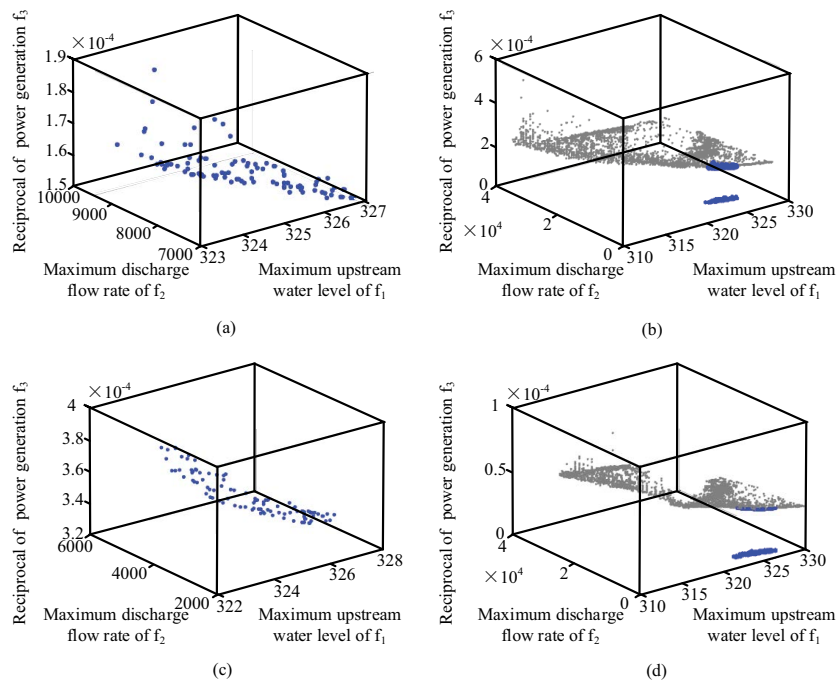 Reciprocal of power generation f₃
×10⁻⁴
1.9
1.8
1.7
1.6
1.5
10000
9000
8000
7000
323
324
325
326
327
Maximum discharge
flow rate of f₂
Maximum upstream
water level of f₁
(a)
Reciprocal of power generation f₃
×10⁻⁴
6
4
2
0
4
2
0
×10⁴
310
315
320
325
330
Maximum discharge
flow rate of f₂
Maximum upstream
water level of f₁
(b)
Reciprocal of power generation f₃
×10⁻⁴
4
3.8
3.6
3.4
3.2
6000
4000
2000
322
324
326
328
Maximum discharge
flow rate of f₂
Maximum upstream
water level of f₁
(c)
Reciprocal of power generation f₃
×10⁻⁴
1
0.5
0
4
2
0
×10⁴
310
315
320
325
330
Maximum discharge
flow rate of f₂
Maximum upstream
water level of f₁
(d)